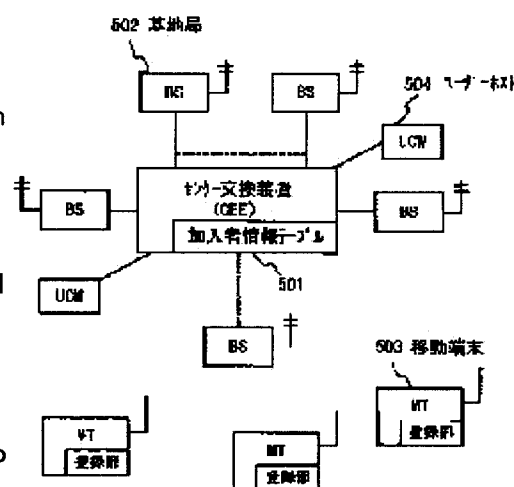 502 基地局
BS
BS
504 ユーザーホスト
UCM
センター交換装置
(CEE)
加入者情報テーブル
BS
BS
UCM
501
BS
503 移動端末
MT
登録部
MT
登録部
MT
登録部